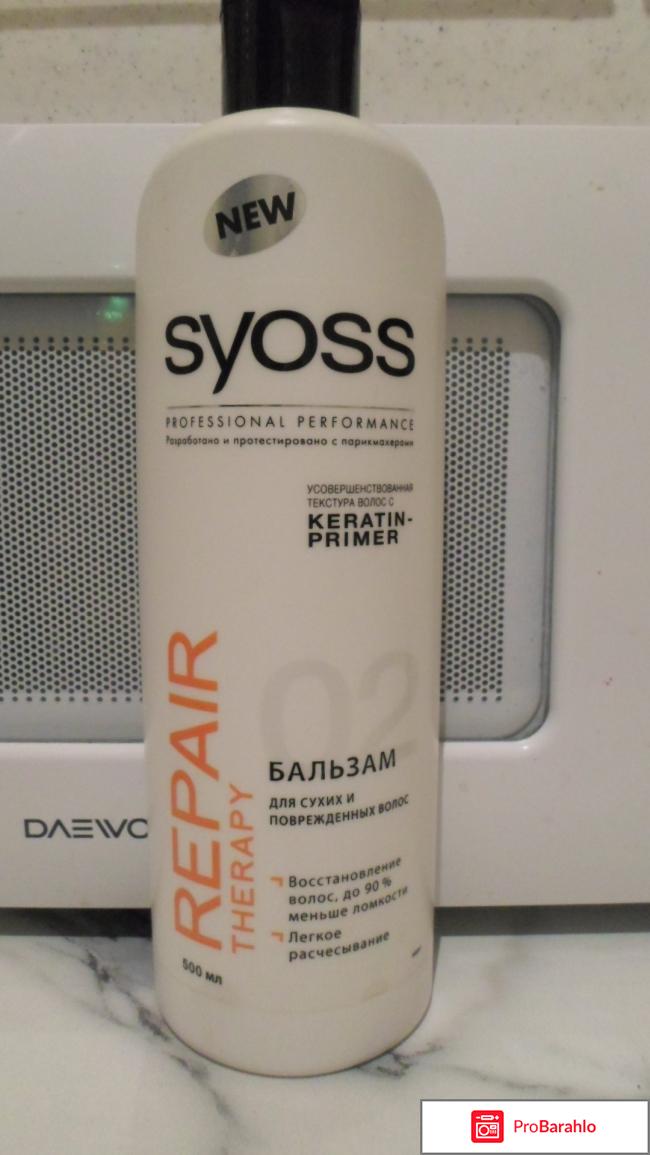 NEW
syoss
PROFESSIONAL PERFORMANCE
Разработано и протестировано с парикмахерами
УСОВЕРШЕНСТВОВАННАЯ
ТЕКСТУРА ВОЛОС С
KERATIN-
PRIMER
02
REPAIR
THERAPY
БАЛЬЗАМ
ДЛЯ СУХИХ И
ПОВРЕЖДЕННЫХ ВОЛОС
Восстановление
волос, до 90 %
меньше ломкости
Легкое
расчесывание
500 мл
DAEWO
ProBarahlo